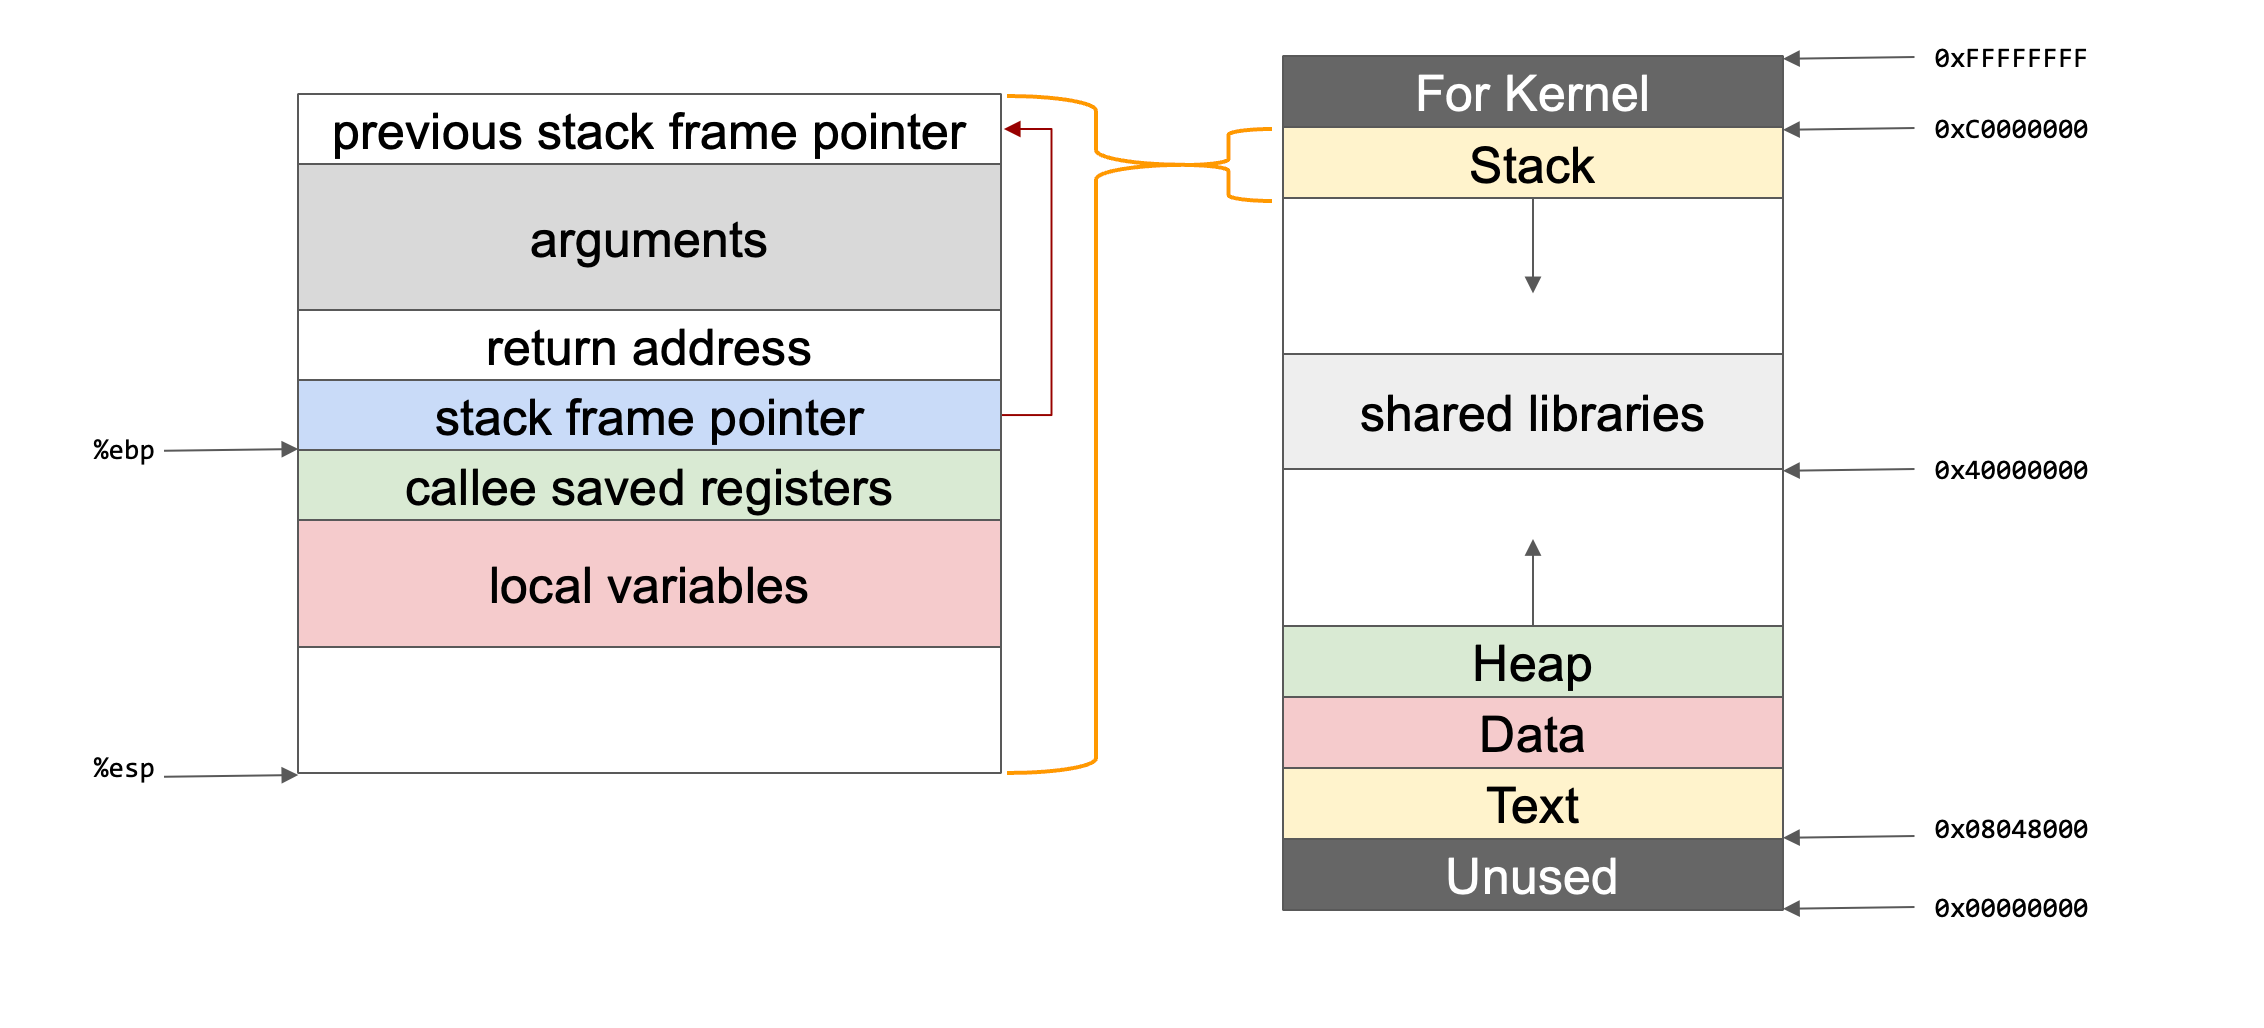 previous stack frame pointer
arguments
return address
stack frame pointer
%ebp
callee saved registers
local variables
%esp
For Kernel
0xFFFFFFFF
0xC0000000
Stack
shared libraries
0x40000000
Heap
Data
Text
0x08048000
Unused
0x00000000